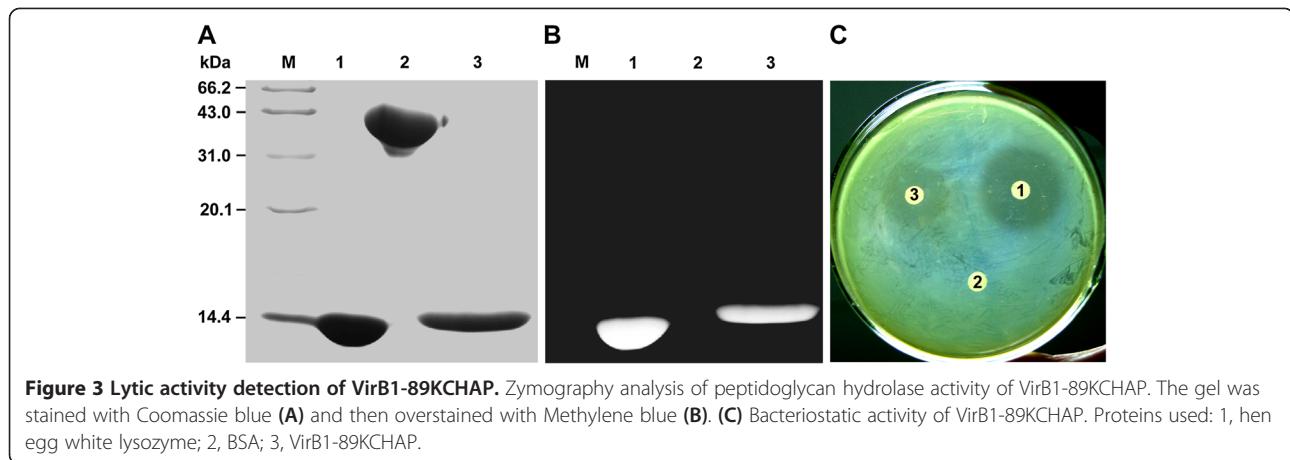 A B C
kDa M 1 2 3 M 1 2 3
66.2
43.0
31.0
20.1
14.4
3 1
2
Figure 3 Lytic activity detection of VirB1-89KCHAP. Zymography analysis of peptidoglycan hydrolase activity of VirB1-89KCHAP. The gel was
stained with Coomassie blue (A) and then overstained with Methylene blue (B). (C) Bacteriostatic activity of VirB1-89KCHAP. Proteins used: 1, hen
egg white lysozyme; 2, BSA; 3, VirB1-89KCHAP.